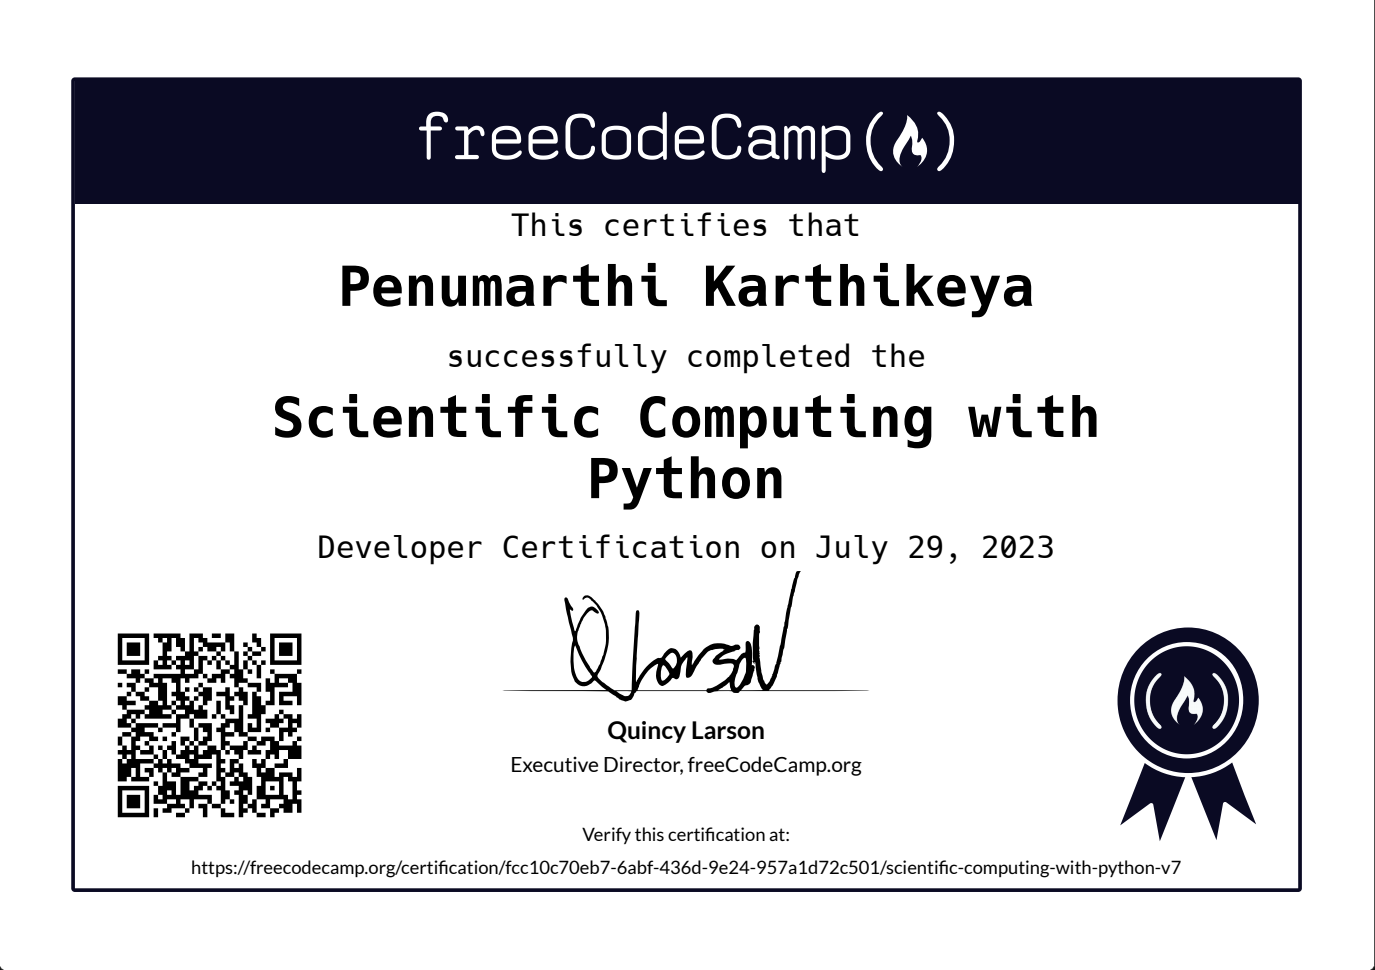 freeCodeCamp
This certifies that
Penumarthi Karthikeya
successfully completed the
Scientific Computing with
Python
Developer Certification on July 29, 2023
Quincy Larson
Executive Director, freeCodeCamp.org
Verify this certification at:
https://freecodecamp.org/certification/fcc10c70eb7-6abf-436d-9e24-957a1d72c501/scientific-computing-with-python-v7